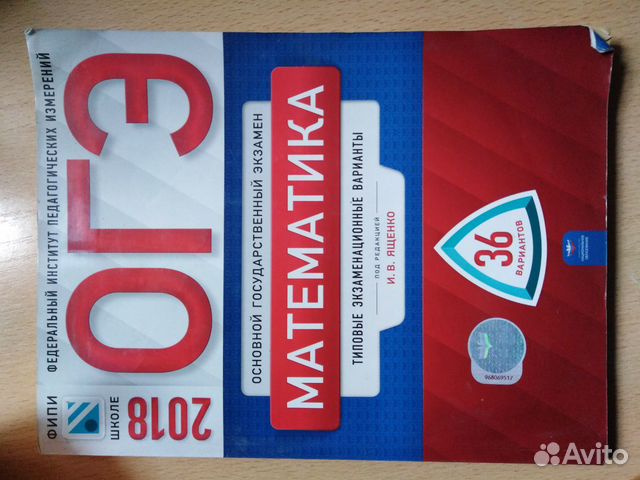 ФИПИ ФЕДЕРАЛЬНЫЙ ИНСТИТУТ ПЕДАГОГИЧЕСКИХ ИЗМЕРЕНИЙ
ШКОЛЕ
2018
ОГЭ
ОСНОВНОЙ ГОСУДАРСТВЕННЫЙ ЭКЗАМЕН
МАТЕМАТИКА
ТИПОВЫЕ ЭКЗАМЕНАЦИОННЫЕ ВАРИАНТЫ
ПОД РЕДАКЦИЕЙ
И. В. ЯЩЕНКО
36
ВАРИАНТОВ
968069517
Avito